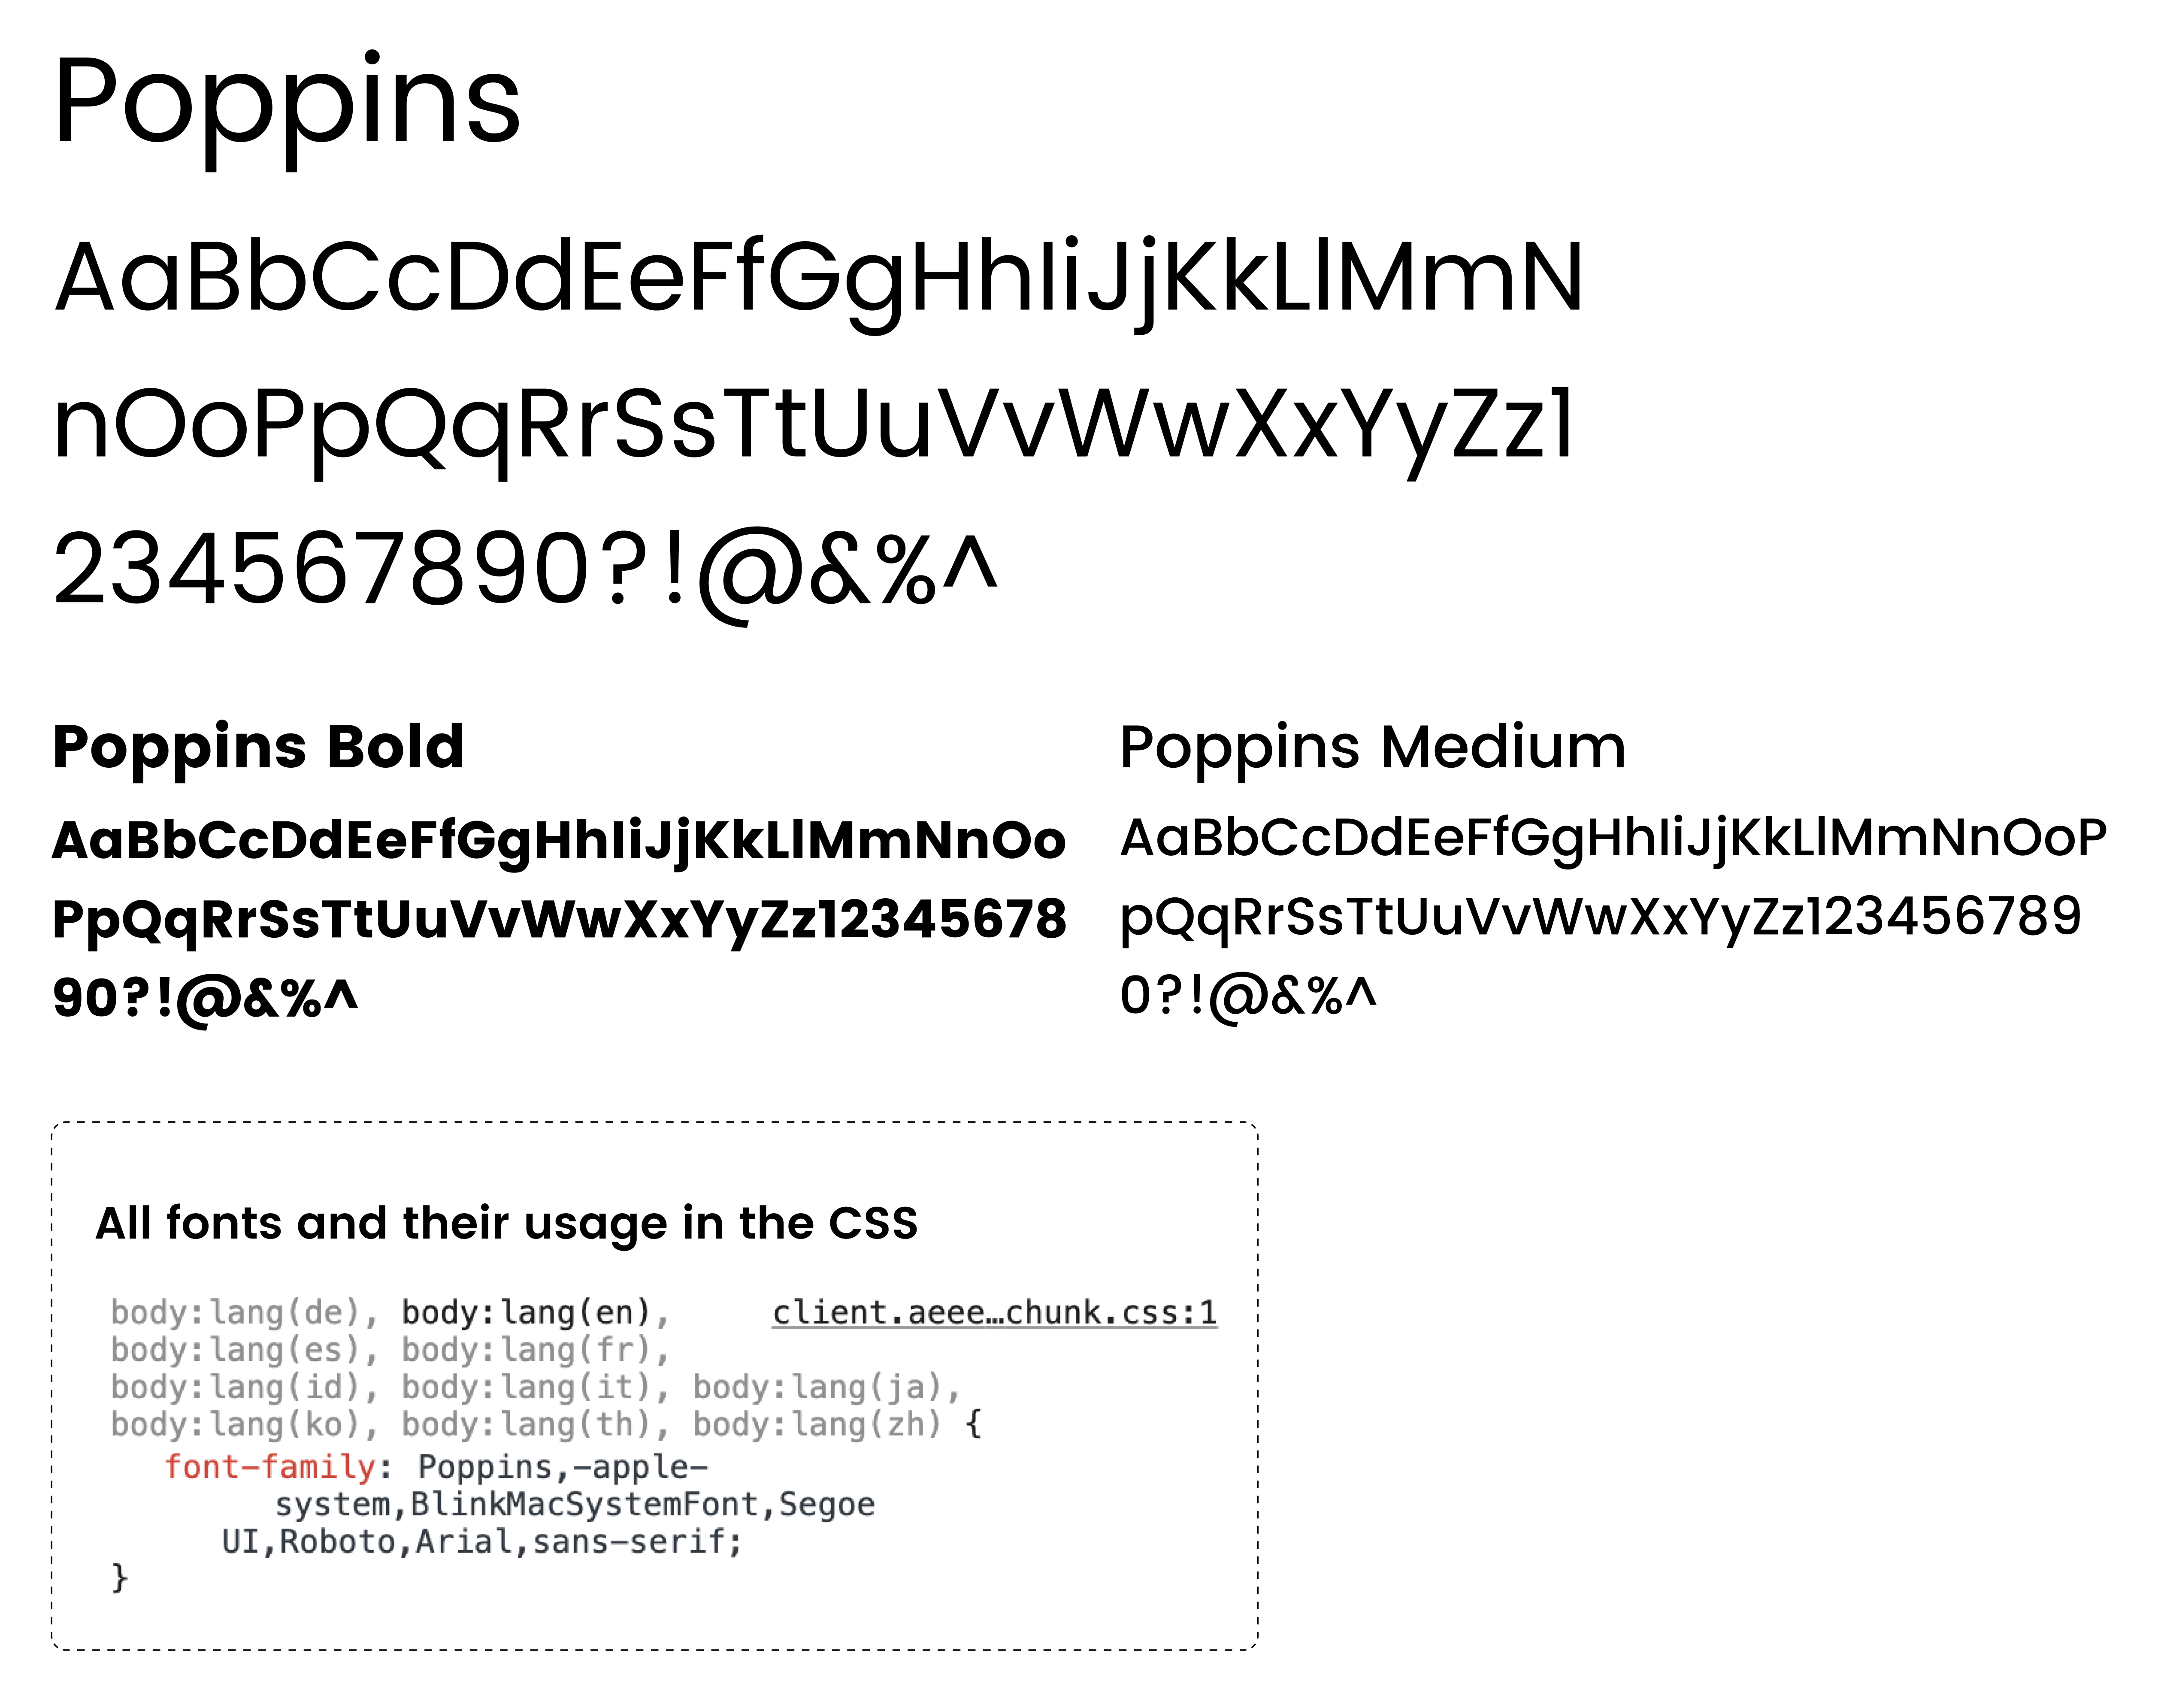 Poppins
AaBbCcDdEeFfGgHhIiJjKkLlMmN
nOoPpQqRrSsTtUuVvWwXxYyZz1
234567890?!@&%^
Poppins Bold
AaBbCcDdEeFfGgHhIiJjKkLlMmNnOo
PpQqRrSsTtUuVvWwXxYyZz12345678
90?!@&%^
Poppins Medium
AaBbCcDdEeFfGgHhIiJjKkLlMmNnOoP
pQqRrSsTtUuVvWwXxYyZz123456789
0?!@&%^
All fonts and their usage in the CSS
body:lang(de), body:lang(en), client.aeee…chunk.css:1
body:lang(es), body:lang(fr),
body:lang(id), body:lang(it), body:lang(ja),
body:lang(ko), body:lang(th), body:lang(zh) {
font-family: Poppins,-apple-
system,BlinkMacSystemFont,Segoe
UI,Roboto,Arial,sans-serif;
}